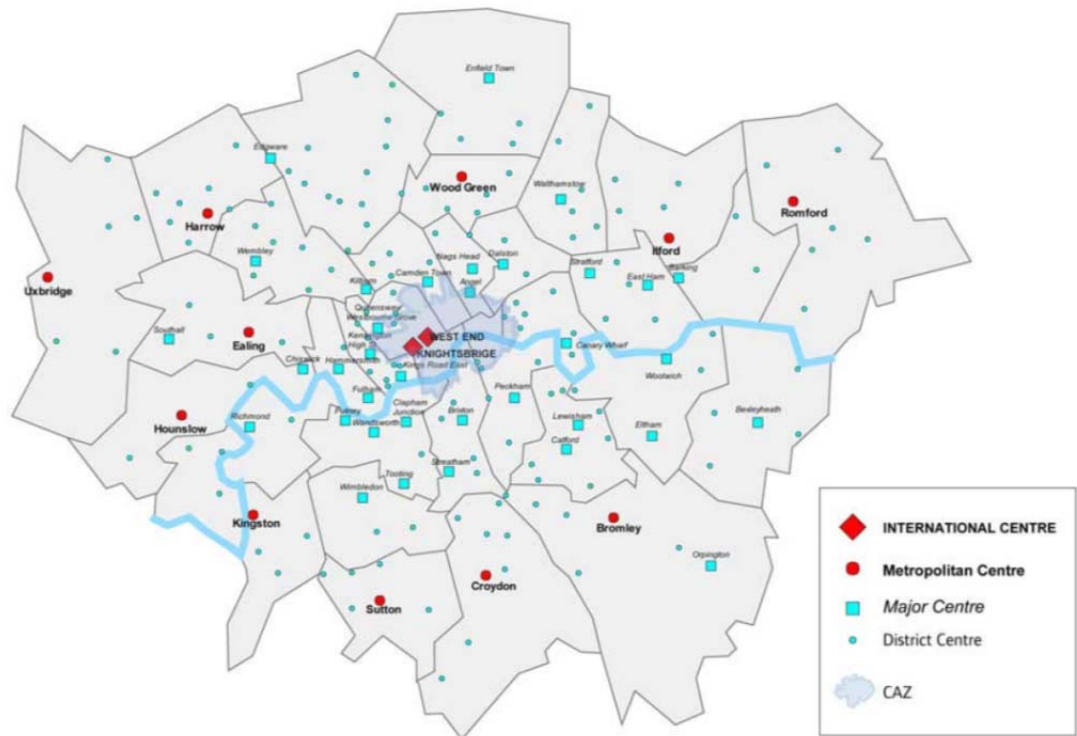 Enfield Town
Edgware
Wood Green
Walthamstow
Harrow
Romford
Wembley
Ilford
Nags Head
Dalston
Stratford
East Ham
Barking
Uxbridge
Kilburn
Camden Town
Angel
Queensway
Westbourne Grove
Southall
Ealing
Kensington
High St
WEST END
KNIGHTSBRIGE
Canary Wharf
Chiswick
Hammersmith
Kings Road East
Woolwich
Fulham
Peckham
Hounslow
Richmond
Putney
Wandsworth
Clapham
Junction
Brixton
Lewisham
Catford
Eltham
Bexleyheath
Streatham
Tooting
Wimbledon
Kingston
Bromley
Orpington
Croydon
Sutton
INTERNATIONAL CENTRE
Metropolitan Centre
Major Centre
District Centre
CAZ